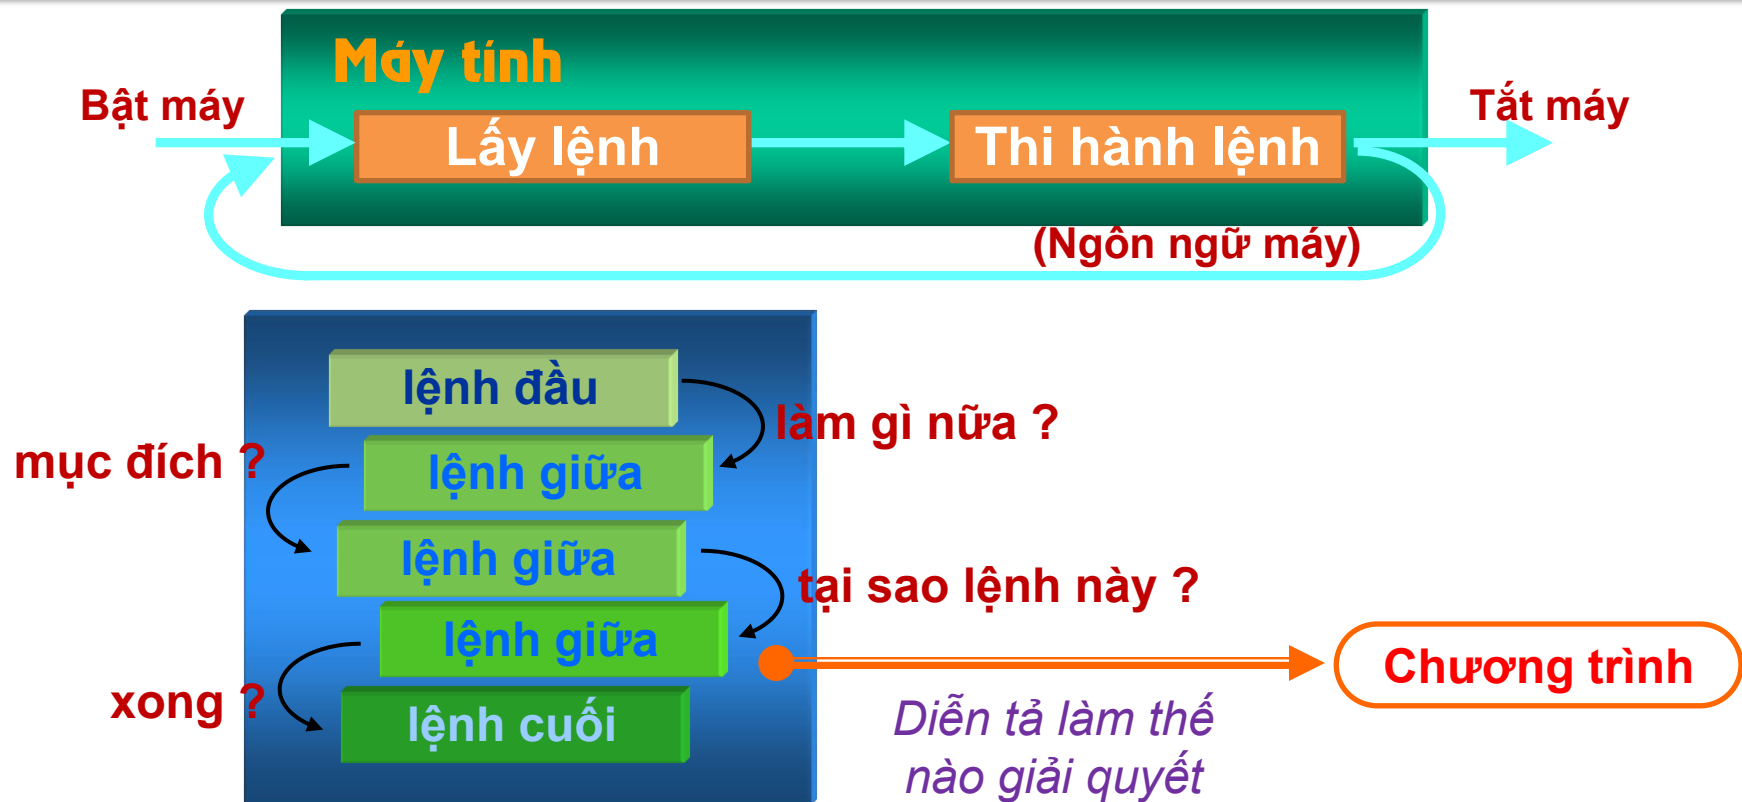 Máy tính
Bật máy
Lấy lệnh
Thi hành lệnh
Tắt máy
(Ngôn ngữ máy)
lệnh đầu
làm gì nữa ?
mục đích ?
lệnh giữa
lệnh giữa
tại sao lệnh này ?
lệnh giữa
Chương trình
xong ?
lệnh cuối
Diễn tả làm thế
nào giải quyết